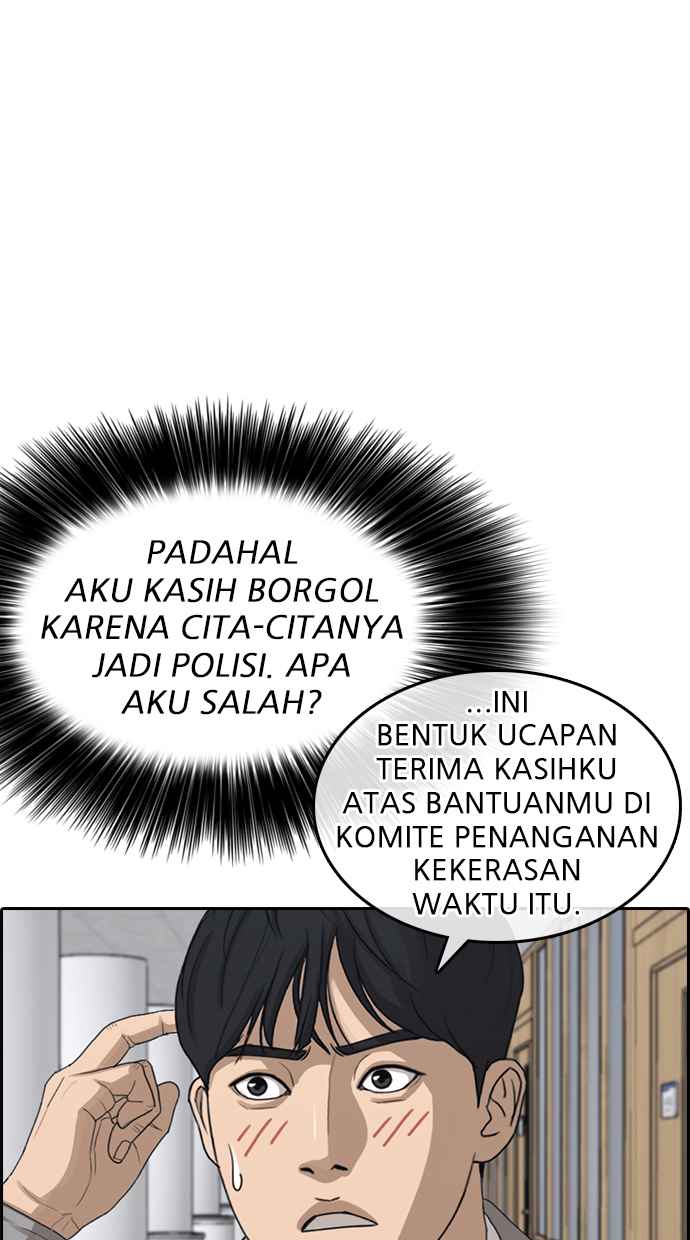 PADAHAL
AKU KASIH BORGOL
KARENA CITA-CITANYA
JADI POLISI. APA
AKU SALAH?
...INI
BENTUK UCAPAN
TERIMA KASIHKU
ATAS BANTUANMU DI
KOMITE PENANGANAN
KEKERASAN
WAKTU ITU.